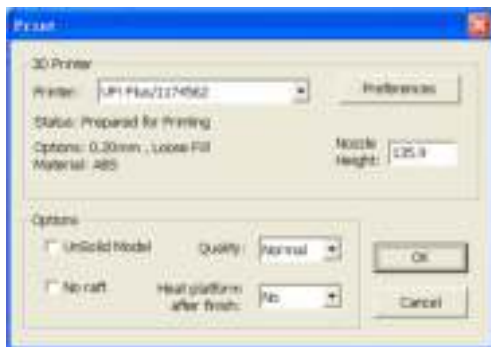 Print
3D Printer
Printer: UP! Plus/1174562
Preferences
Status: Prepared for Printing
Options: 0.20mm , Loose Fill
Material: ABS
Nozzle Height: 135.9
Options
UnSolid Model
Quality: Normal
OK
No raft
Heat platform after finish: No
Cancel